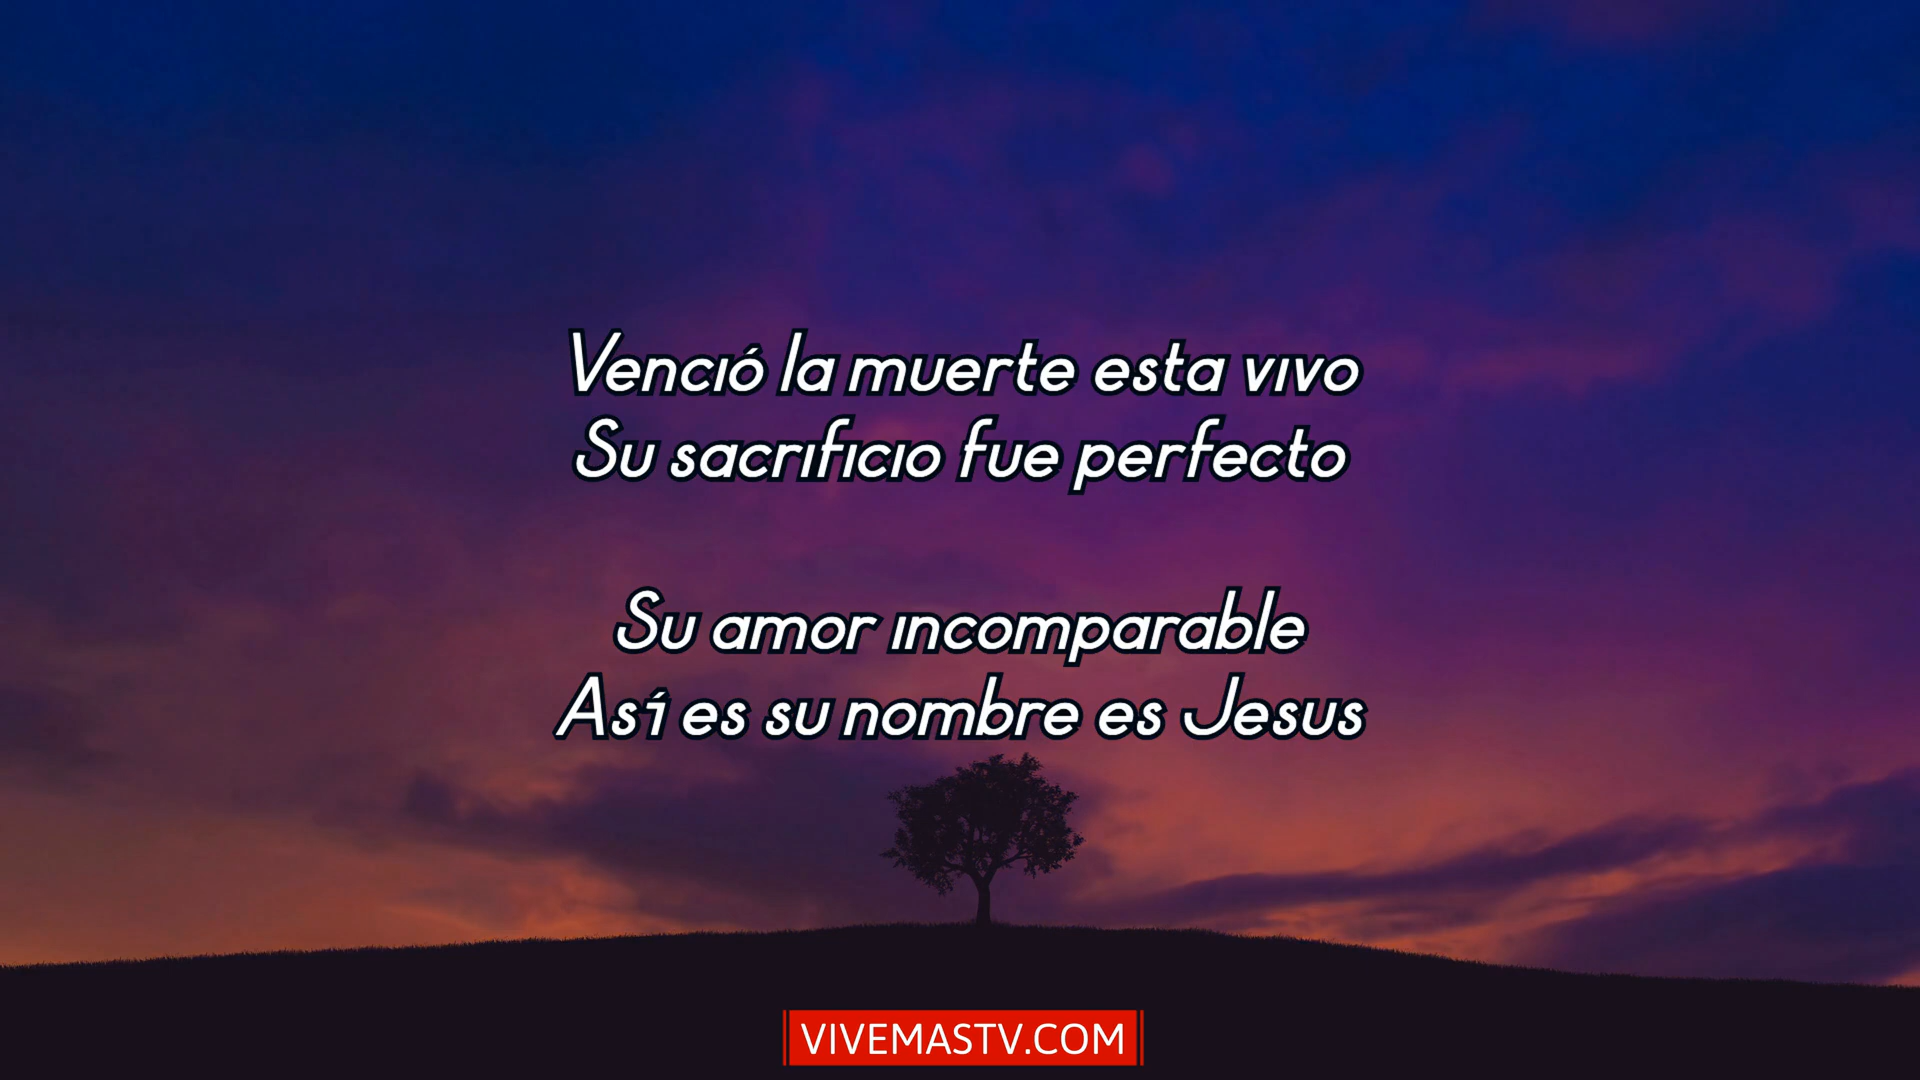 Venció la muerte esta vivo
Su sacrificio fue perfecto
Su amor incomparable
Así es su nombre es Jesus
VIVEMASTV.COM